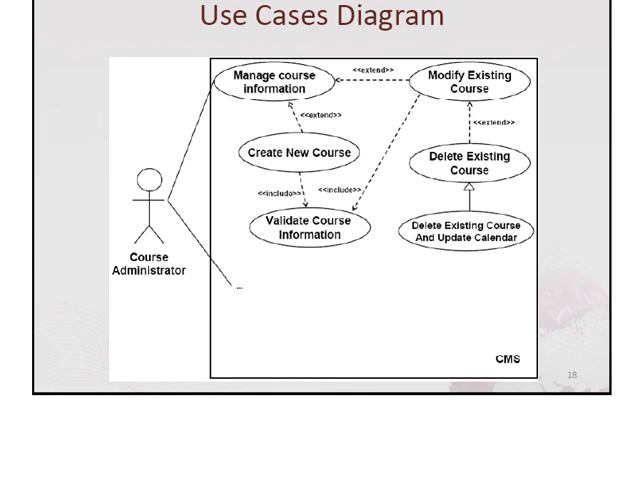 Use Cases Diagram
<<extend>>
Manage course
information
Modify Existing
Course
<<extend>>
<<extend>>
Create New Course
Delete Existing
Course
<<include>>
<<include>>
Validate Course
Information
Delete Existing Course
And Update Calendar
Course
Administrator
...
CMS
18